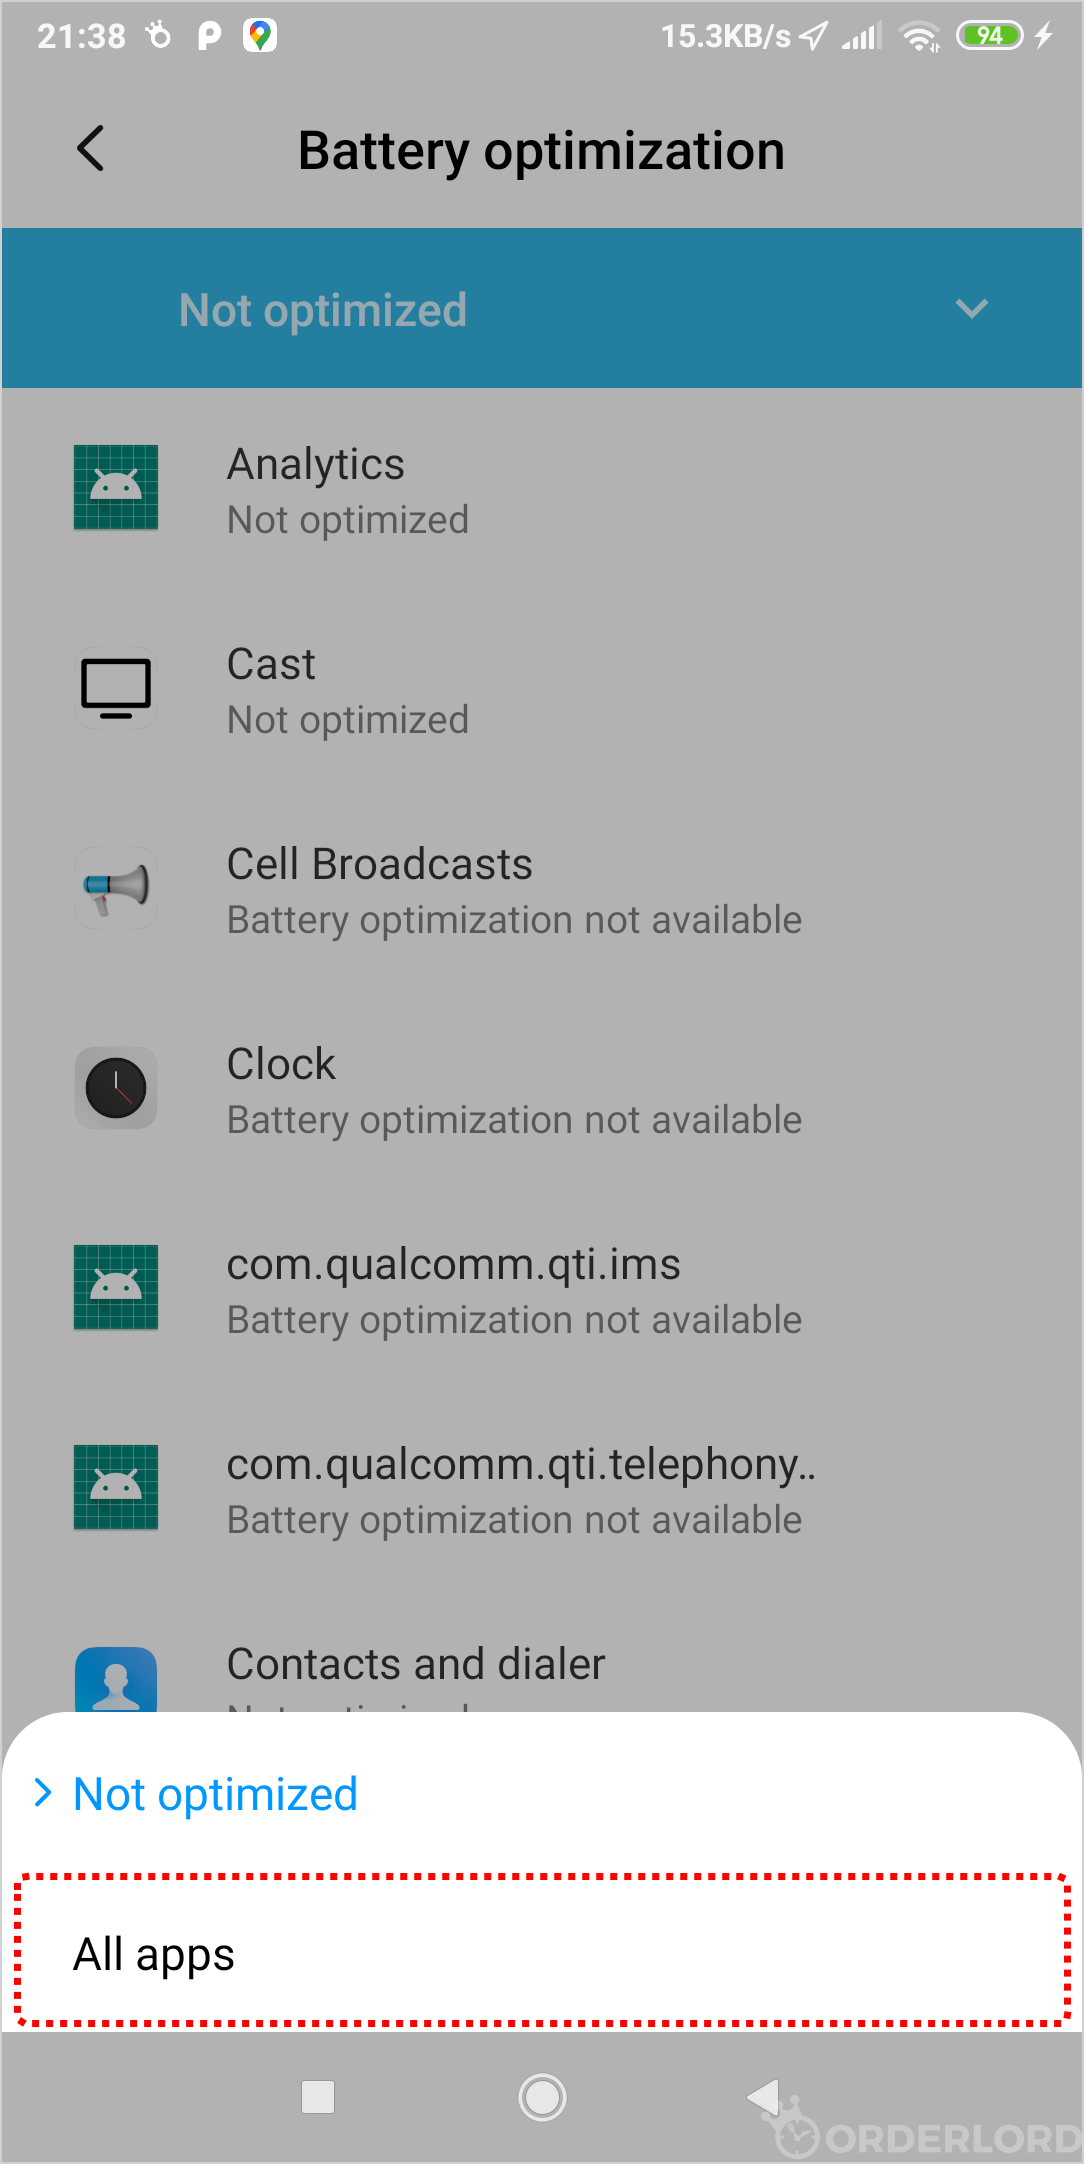 21:38 15.3KB/s 94
Battery optimization
Not optimized
Analytics
Not optimized
Cast
Not optimized
Cell Broadcasts
Battery optimization not available
Clock
Battery optimization not available
com.qualcomm.qti.ims
Battery optimization not available
com.qualcomm.qti.telephony..
Battery optimization not available
Contacts and dialer
Not optimized
Not optimized
All apps
ORDERLORD